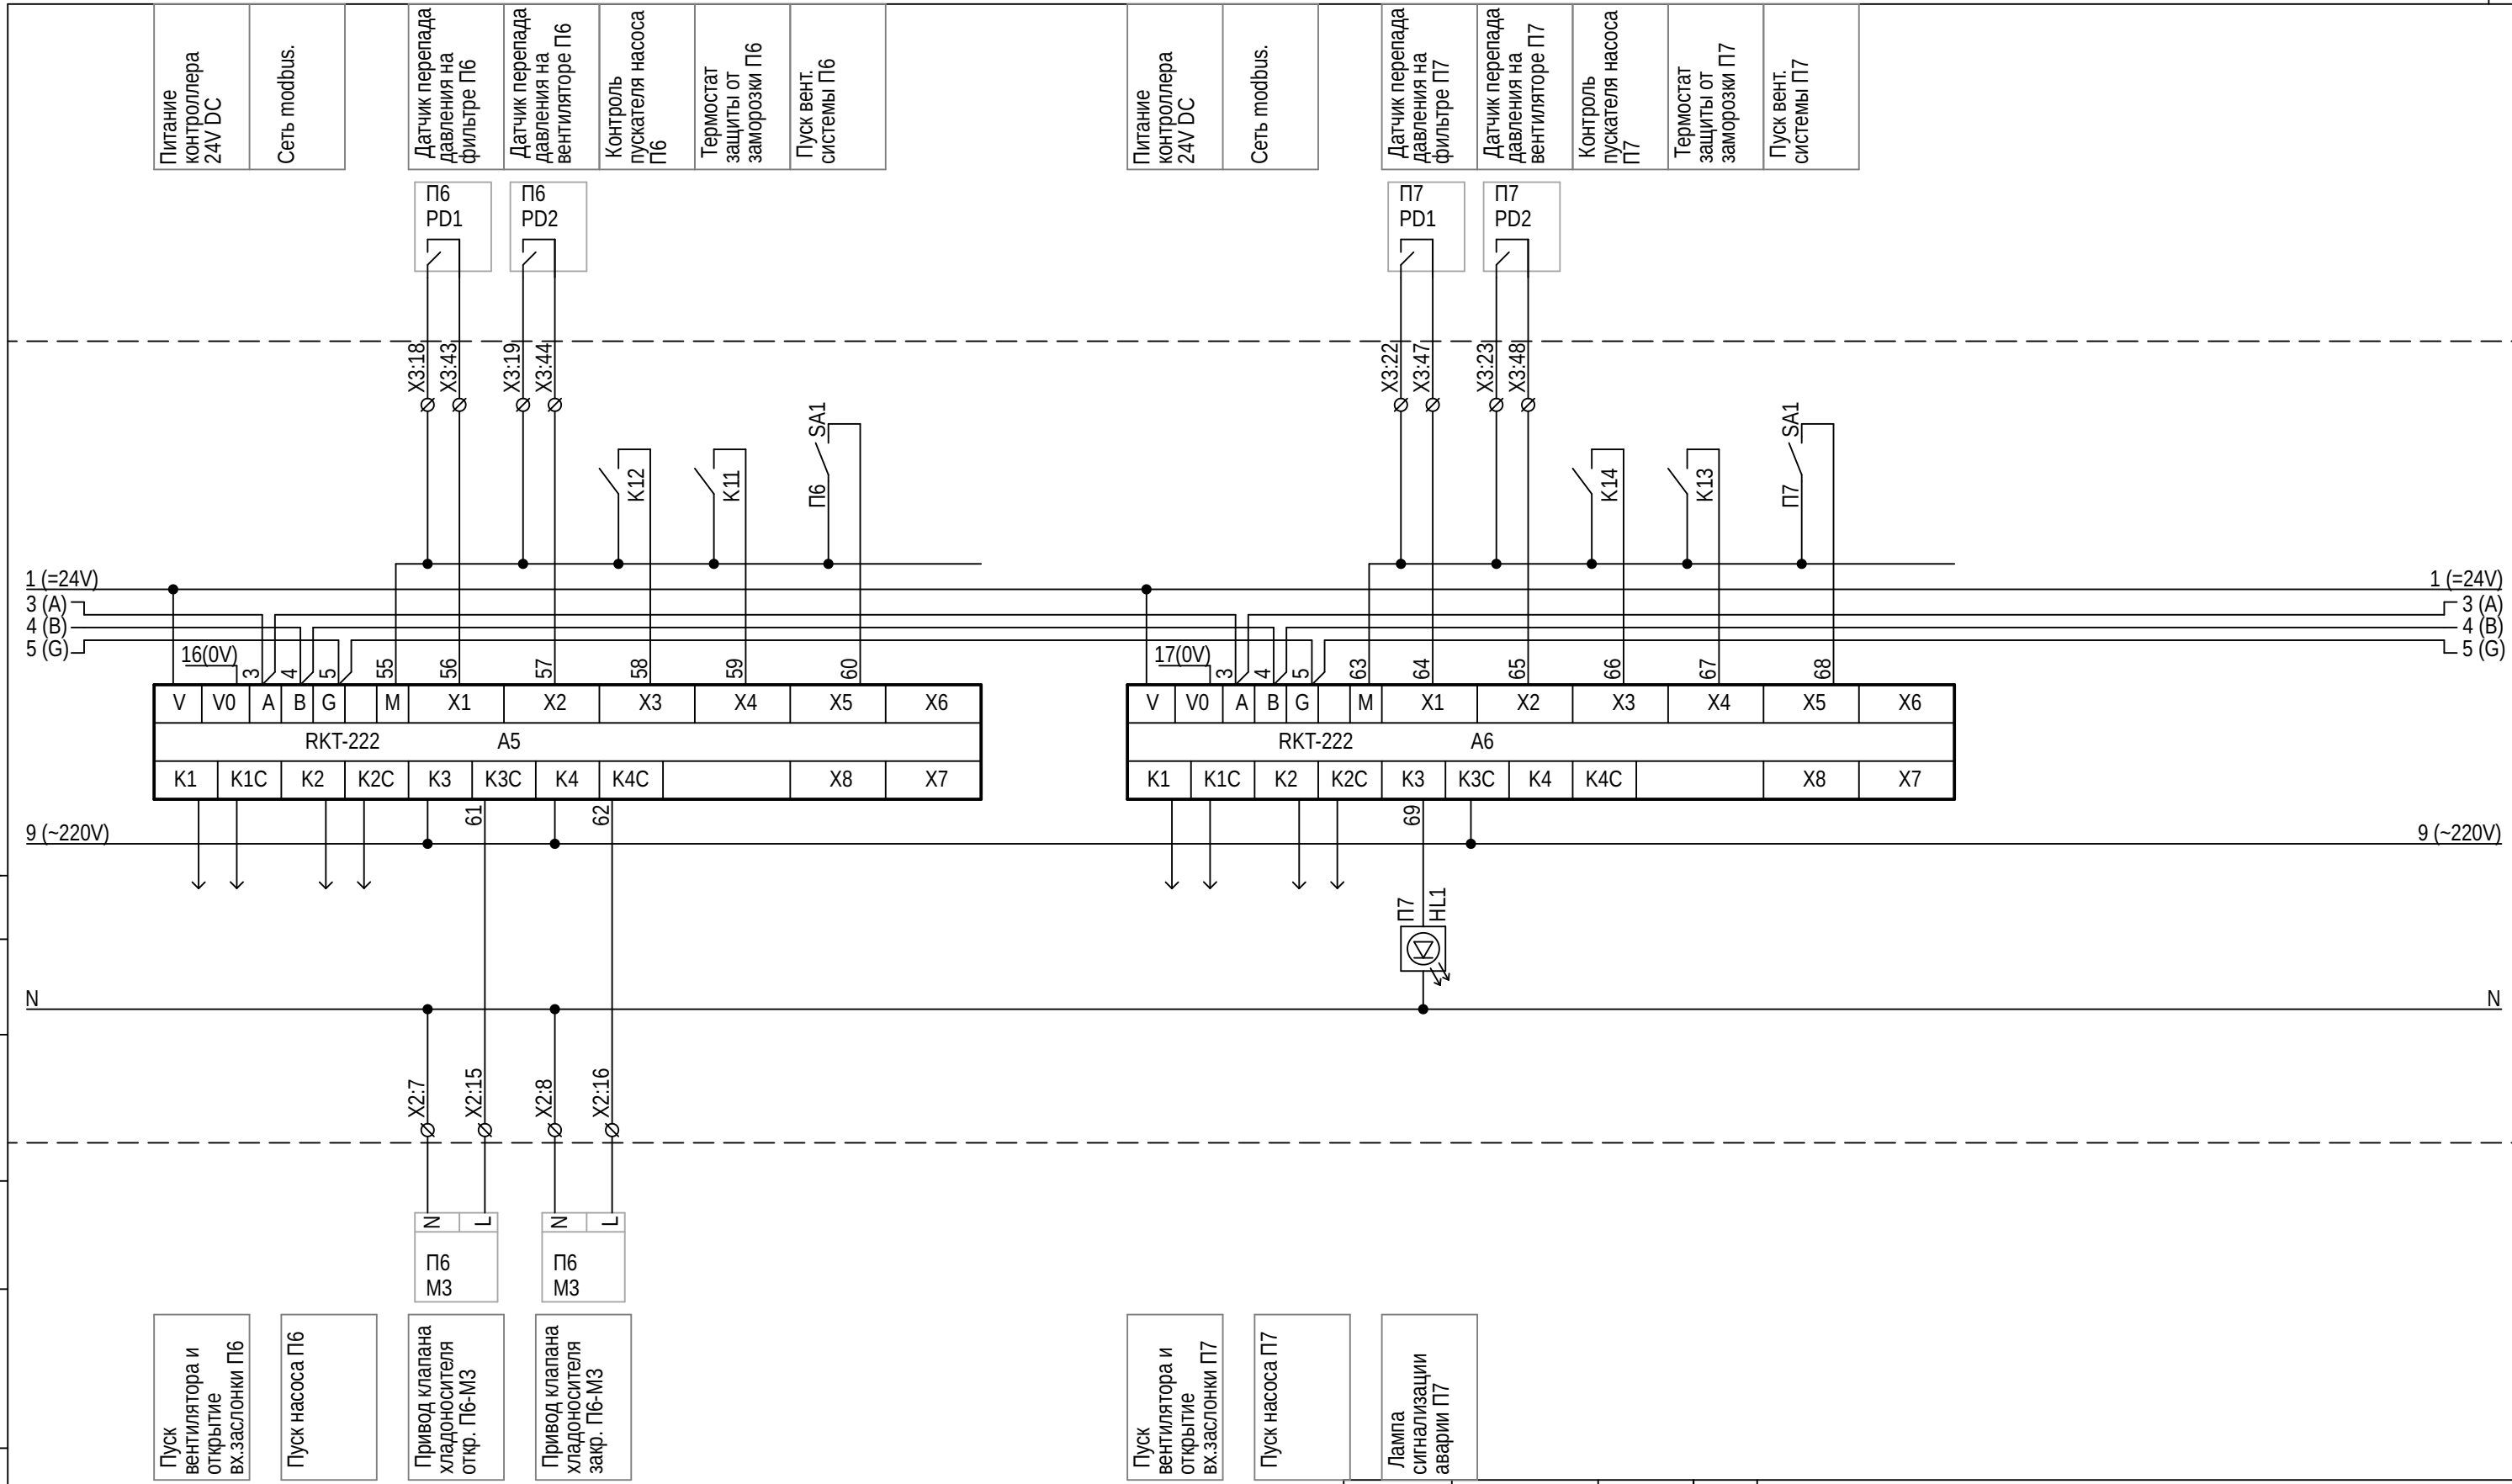 Питание
контроллера
24V DC
Сеть modbus.
Датчик перепада
давления на
фильтре П6
Датчик перепада
давления на
вентиляторе П6
Контроль
пускателя насоса
П6
Термостат
защиты от
заморозки П6
Пуск вент.
системы П6
Питание
контроллера
24V DC
Сеть modbus.
Датчик перепада
давления на
фильтре П7
Датчик перепада
давления на
вентиляторе П7
Контроль
пускателя насоса
П7
Термостат
защиты от
заморозки П7
Пуск вент.
системы П7
П6
PD1
П6
PD2
П7
PD1
П7
PD2
X3:18
X3:43
X3:19
X3:44
X3:22
X3:47
X3:23
X3:48
K12
K11
SA1
П6
K14
K13
SA1
П7
1 (=24V)
3 (A)
4 (B)
5 (G)
1 (=24V)
3 (A)
4 (B)
5 (G)
16(0V)
3
4
5
55
56
57
58
59
60
17(0V)
3
4
5
63
64
65
66
67
68
V V0 A B G M X1 X2 X3 X4 X5 X6
RKT-222 A5
K1 K1C K2 K2C K3 K3C K4 K4C X8 X7
V V0 A B G M X1 X2 X3 X4 X5 X6
RKT-222 A6
K1 K1C K2 K2C K3 K3C K4 K4C X8 X7
61
62
69
9 (~220V)
9 (~220V)
П7
HL1
N
N
X2:7
X2:15
X2:8
X2:16
N L
П6
М3
N L
П6
М3
Пуск
вентилятора и
открытие
вх.заслонки П6
Пуск насоса П6
Привод клапана
хладоносителя
откр. П6-М3
Привод клапана
хладоносителя
закр. П6-М3
Пуск
вентилятора и
открытие
вх.заслонки П7
Пуск насоса П7
Лампа
сигнализации
аварии П7